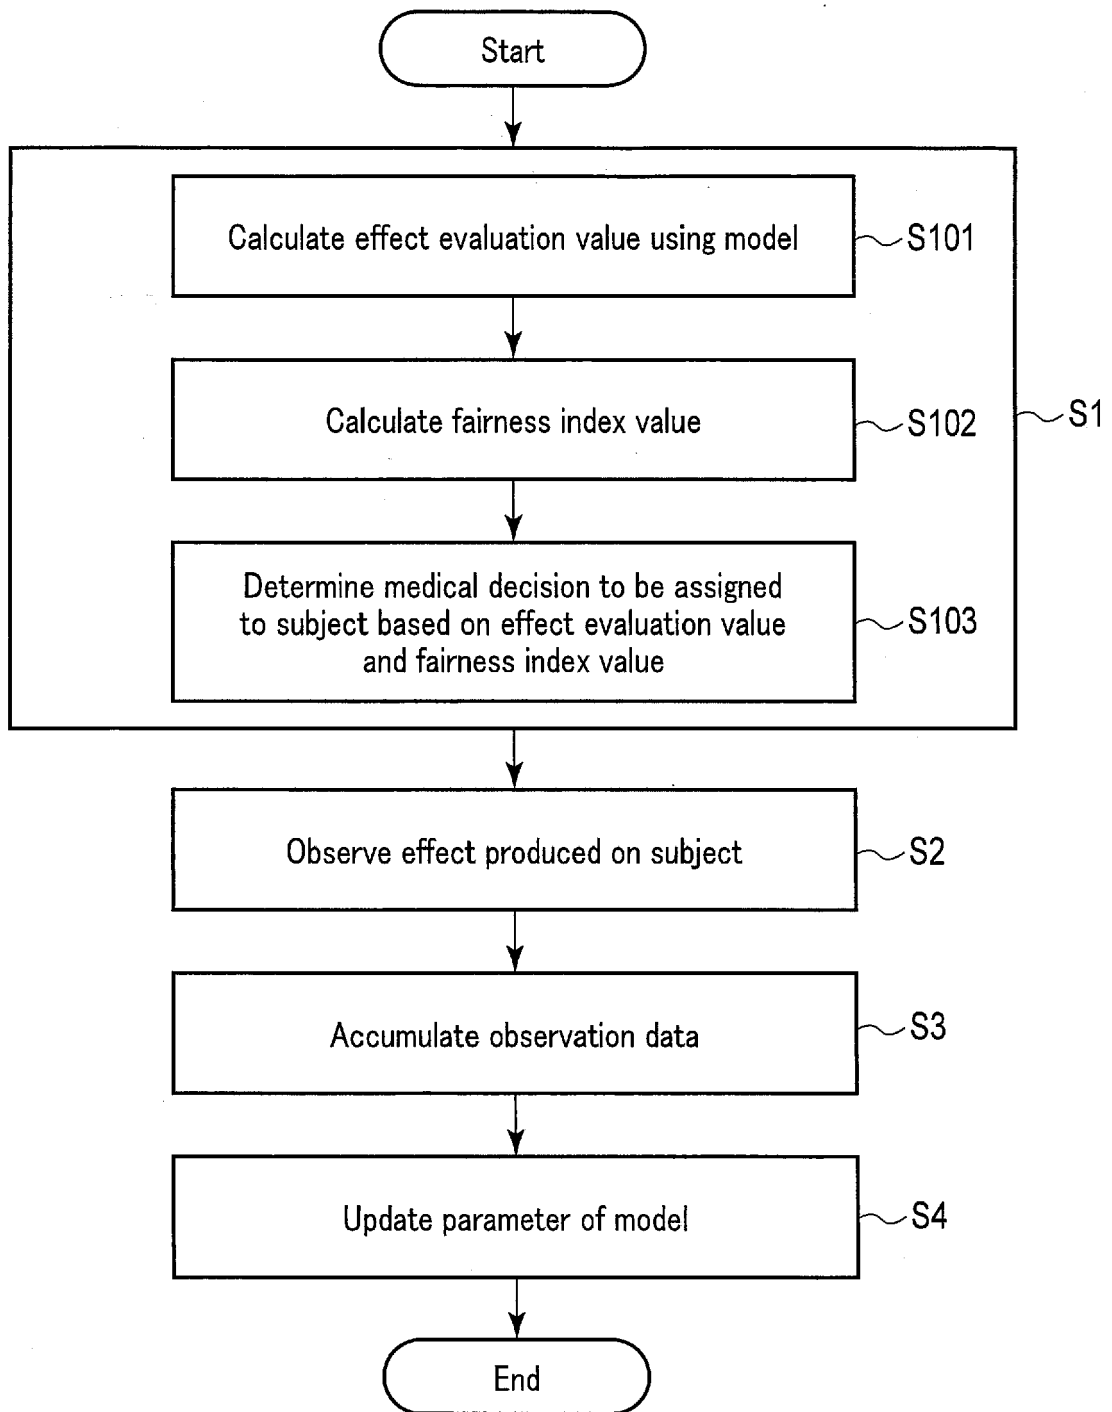 Start
Calculate effect evaluation value using model
S101
Calculate fairness index value
S102
S1
Determine medical decision to be assigned
to subject based on effect evaluation value
and fairness index value
S103
Observe effect produced on subject
S2
Accumulate observation data
S3
Update parameter of model
S4
End